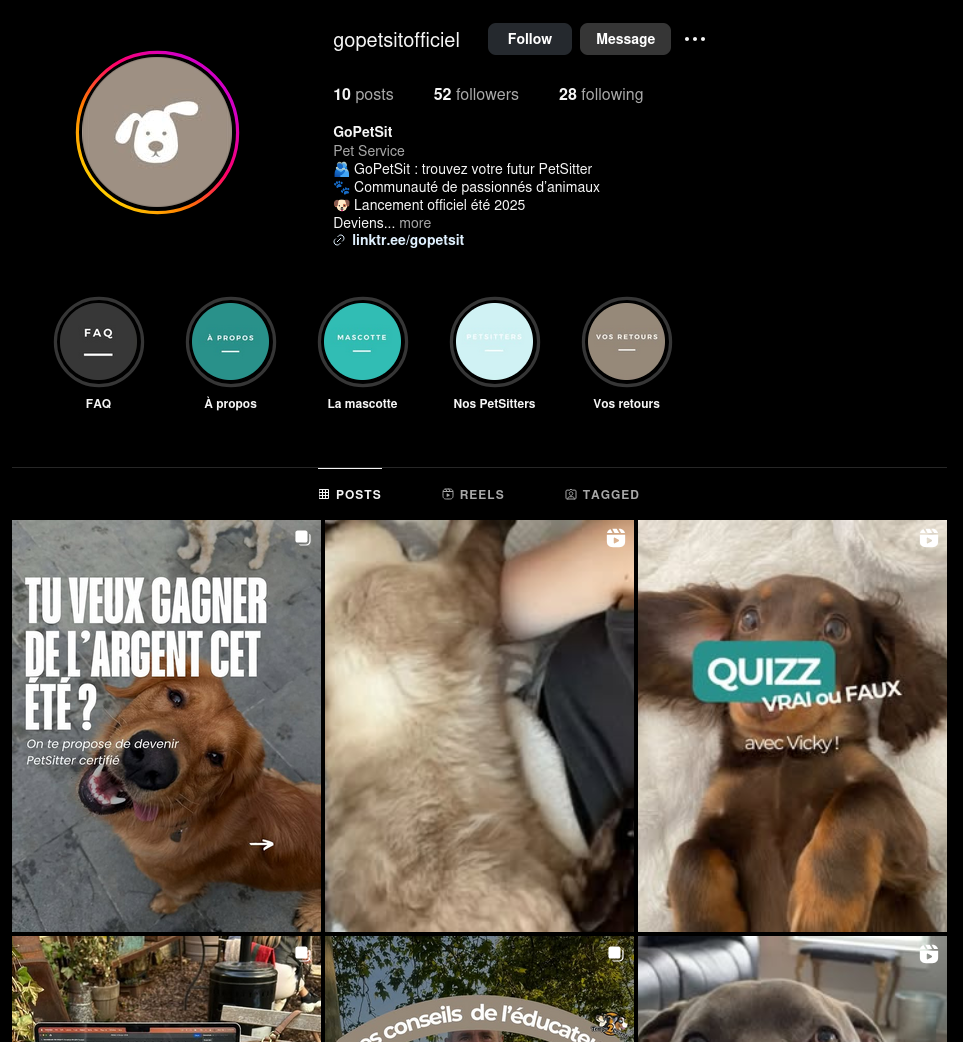 gopetsitofficiel
Follow
Message
10 posts
52 followers
28 following
GoPetSit
Pet Service
🫂 GoPetSit : trouvez votre futur PetSitter
🐾 Communauté de passionnés d'animaux
🐶 Lancement officiel été 2025
Deviens... more
linktr.ee/gopetsit
FAQ
À PROPOS
MASCOTTE
PETSITTERS
VOS RETOURS
FAQ
À propos
La mascotte
Nos PetSitters
Vos retours
POSTS
REELS
TAGGED
TU VEUX GAGNER
DE L'ARGENT CET
ÉTÉ ?
On te propose de devenir
PetSitter certifié
QUIZZ
VRAI ou FAUX
avec Vicky !
conseils de l'éducate